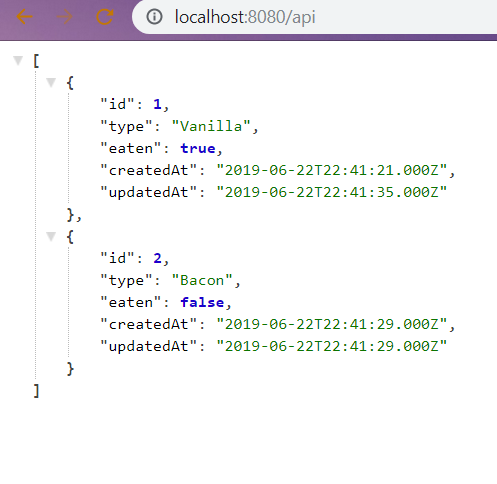 localhost:8080/api
[
{
"id": 1,
"type": "Vanilla",
"eaten": true,
"createdAt": "2019-06-22T22:41:21.000Z",
"updatedAt": "2019-06-22T22:41:35.000Z"
},
{
"id": 2,
"type": "Bacon",
"eaten": false,
"createdAt": "2019-06-22T22:41:29.000Z",
"updatedAt": "2019-06-22T22:41:29.000Z"
}
]